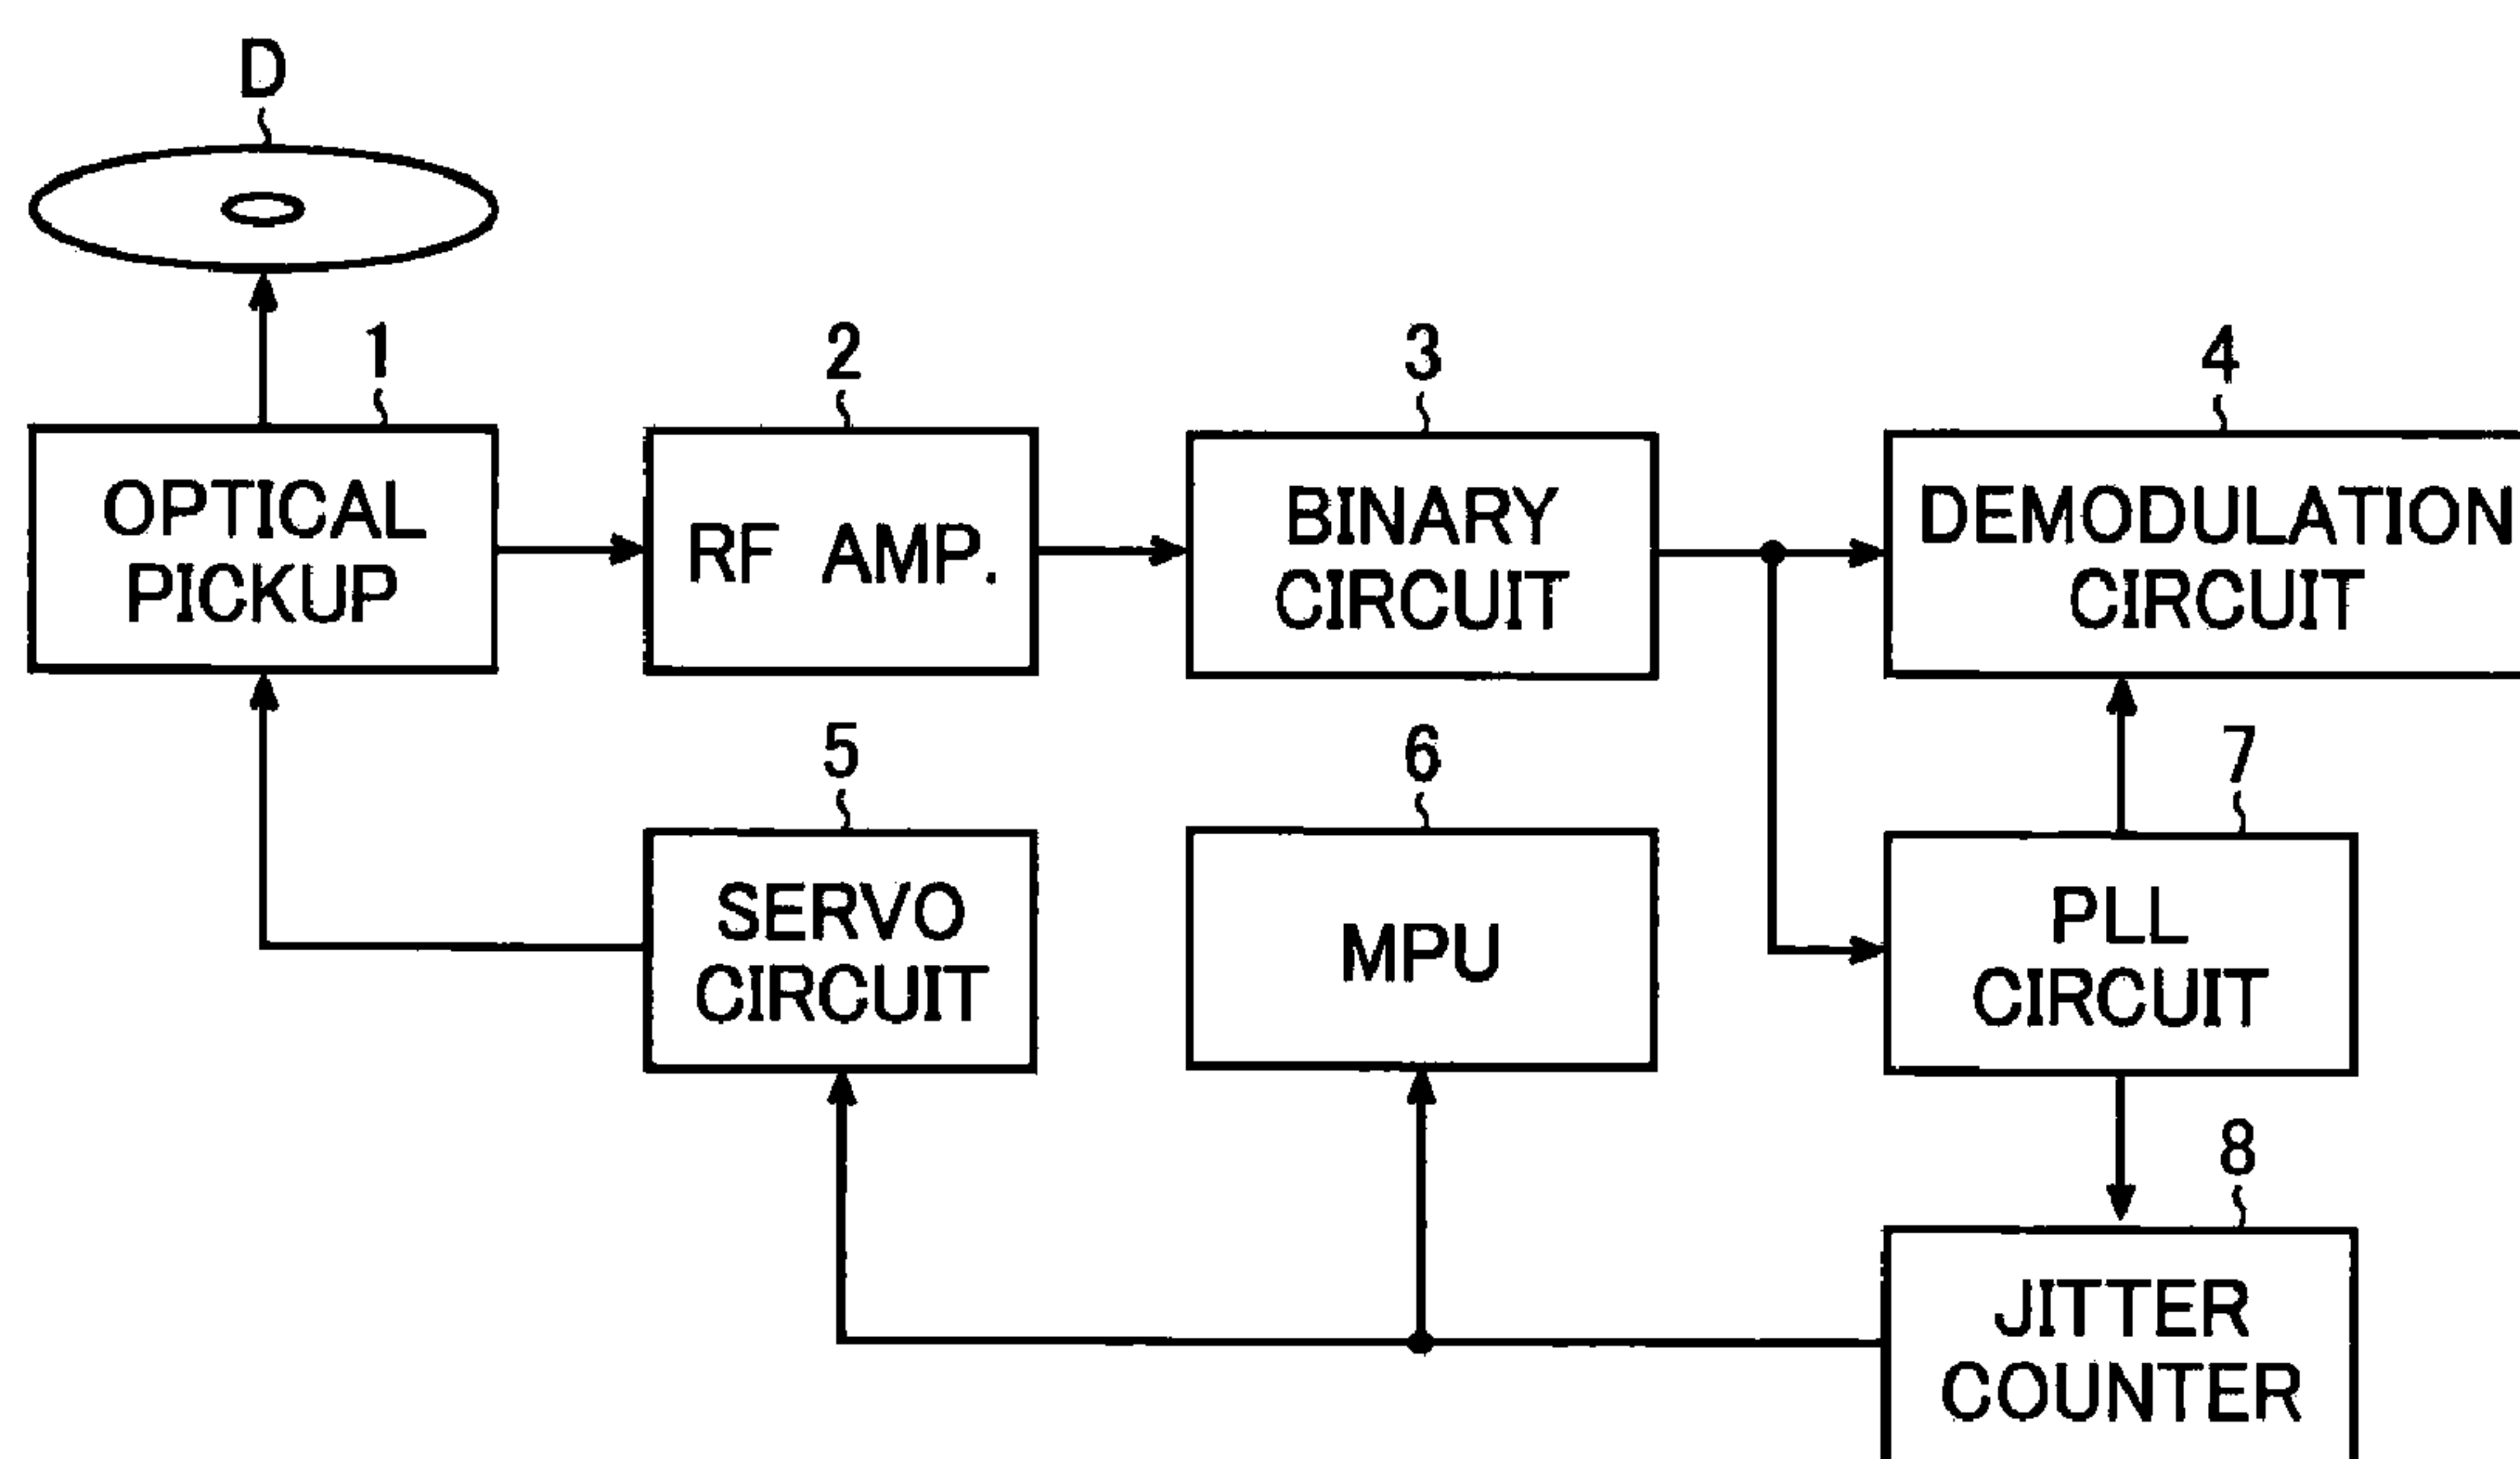 D
1
2
3
4
OPTICAL
PICKUP
RF AMP.
BINARY
CIRCUIT
DEMODULATION
CIRCUIT
5
6
7
SERVO
CIRCUIT
MPU
PLL
CIRCUIT
8
JITTER
COUNTER